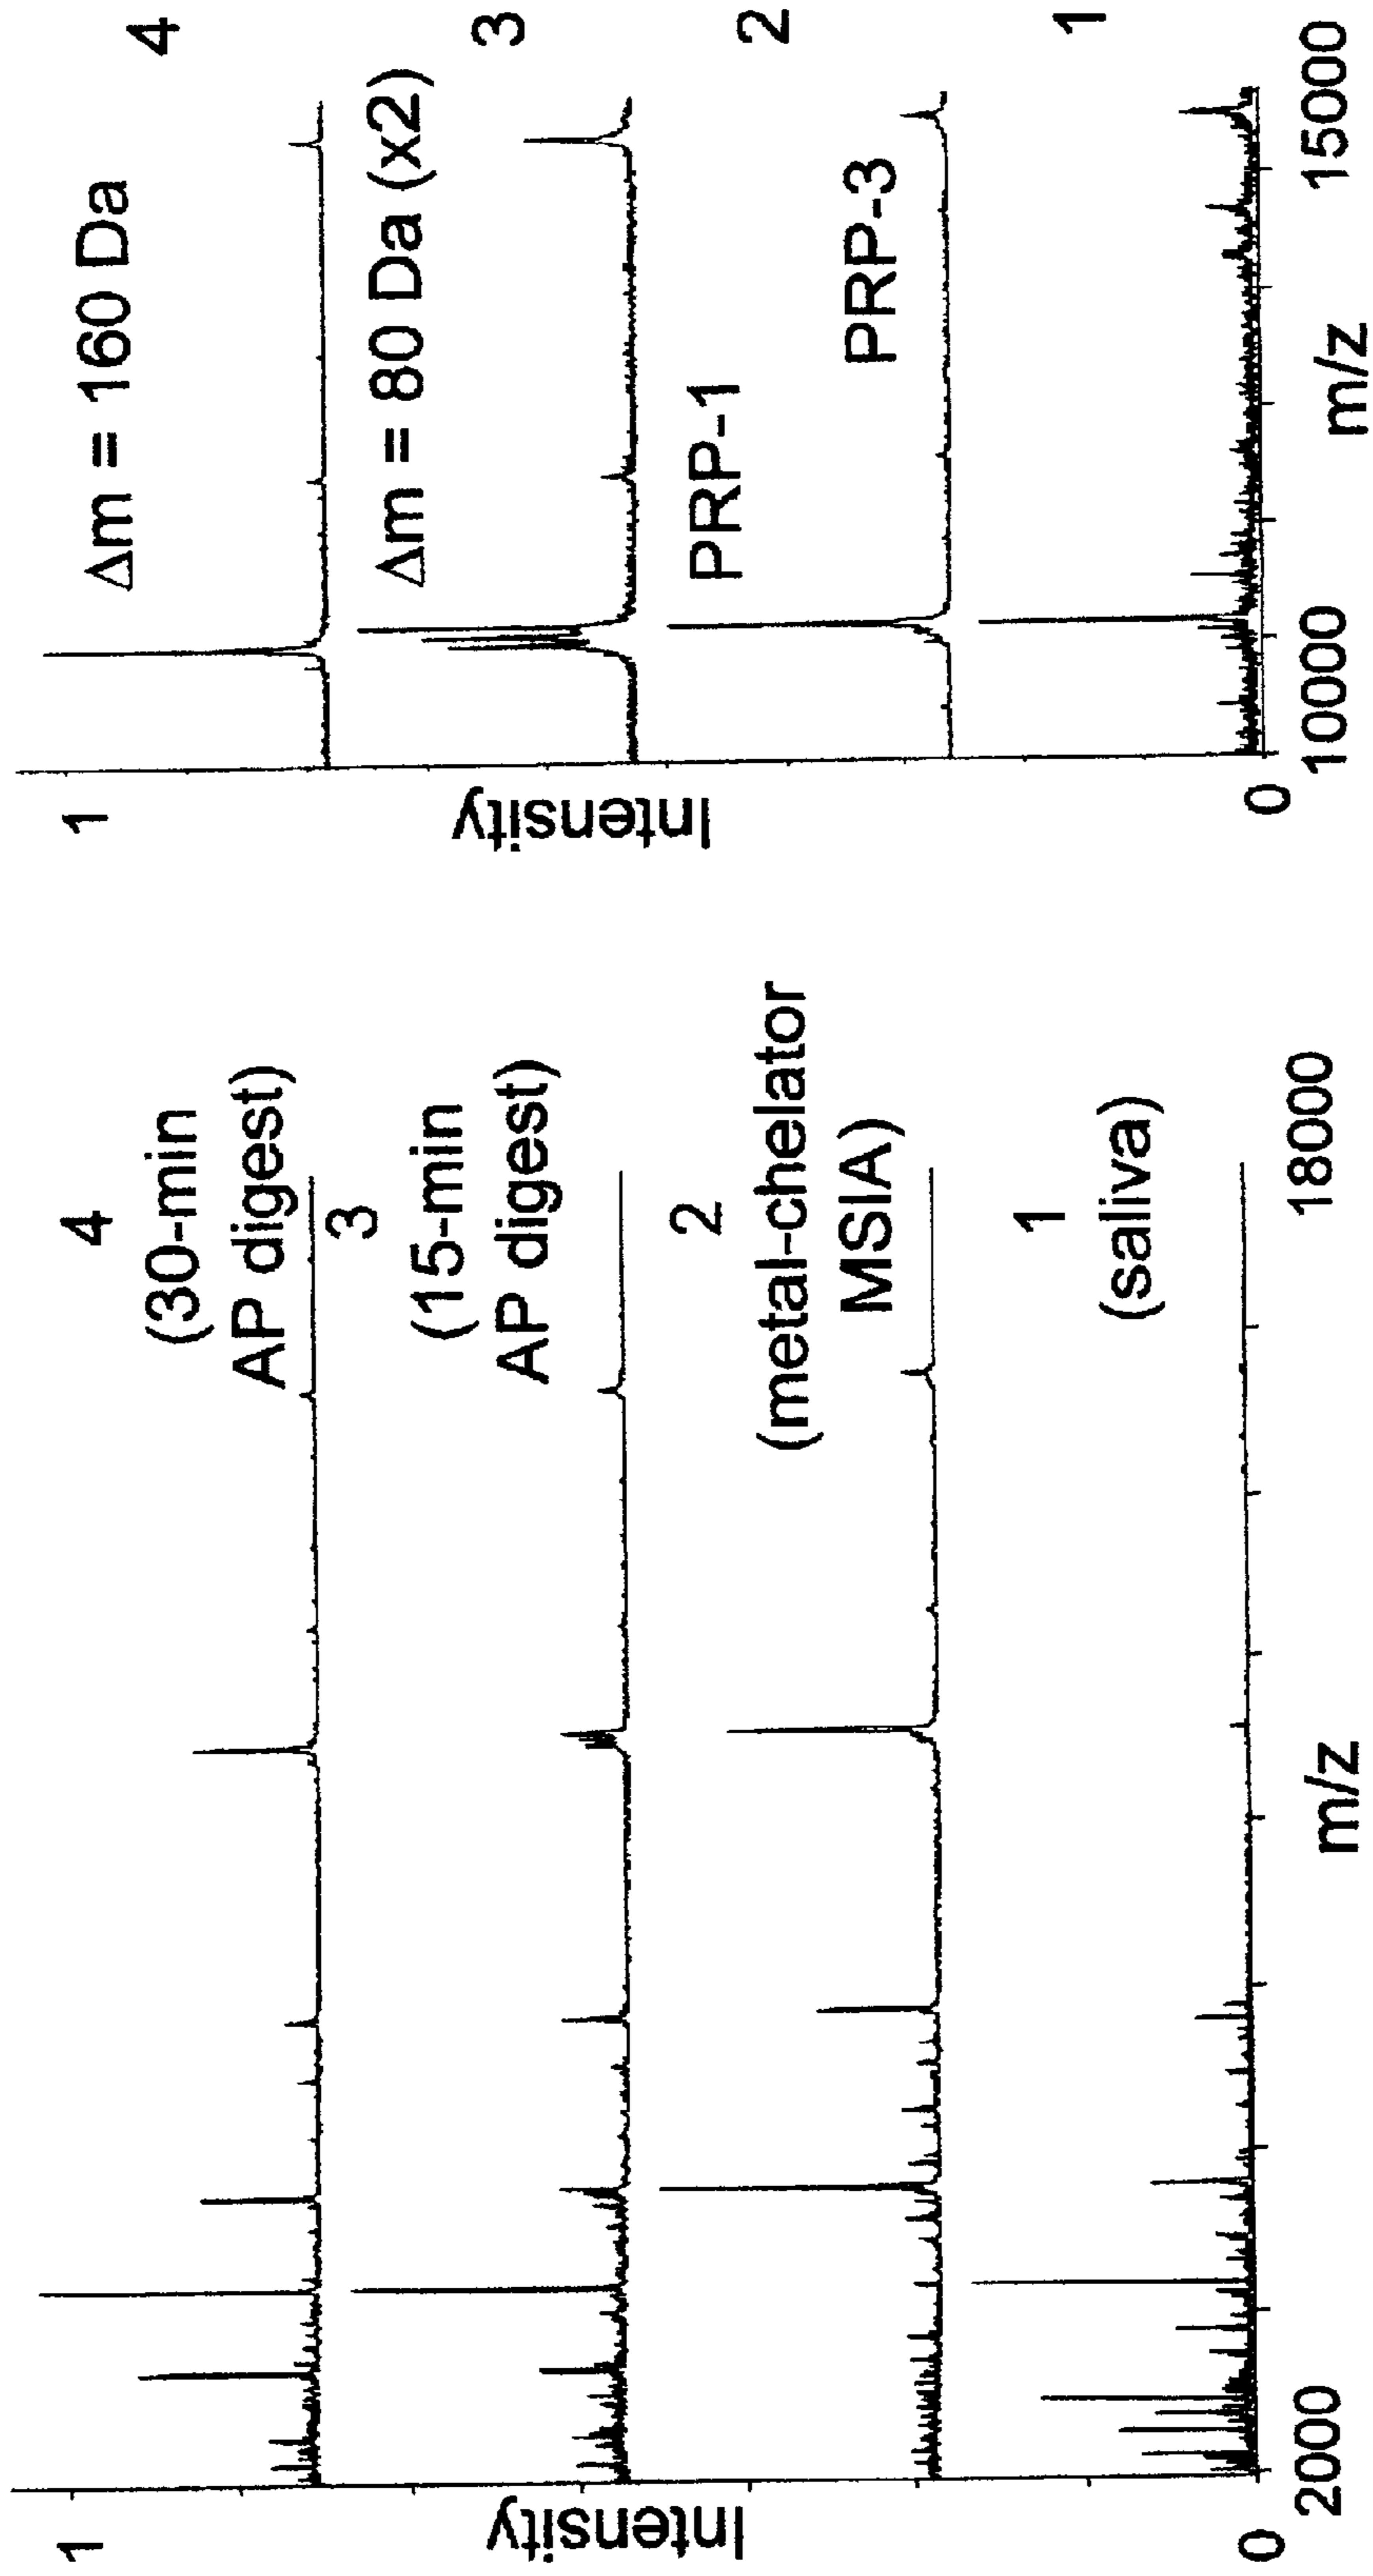 1
Intensity
0
4
(30-min
AP digest)
3
(15-min
AP digest)
2
(metal-chelator
MSIA)
1
(saliva)
2000
18000
m/z
1
Intensity
0
Δm = 160 Da
4
Δm = 80 Da (x2)
3
PRP-1
2
PRP-3
1
10000
15000
m/z